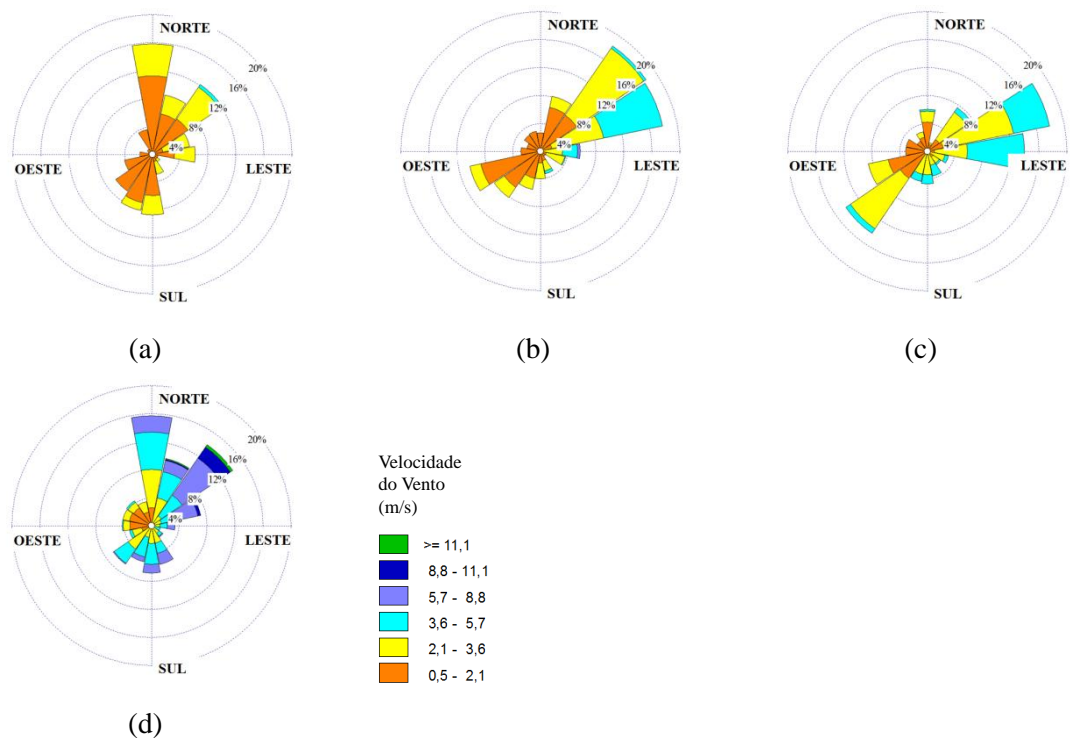 NORTE
20%
16%
12%
8%
4%
OESTE
LESTE
SUL
(a)
NORTE
20%
16%
12%
8%
4%
OESTE
LESTE
SUL
(b)
NORTE
20%
16%
12%
8%
4%
OESTE
LESTE
SUL
(c)
NORTE
20%
16%
12%
8%
4%
OESTE
LESTE
SUL
(d)
Velocidade
do Vento
(m/s)
>= 11,1
8,8 - 11,1
5,7 - 8,8
3,6 - 5,7
2,1 - 3,6
0,5 - 2,1